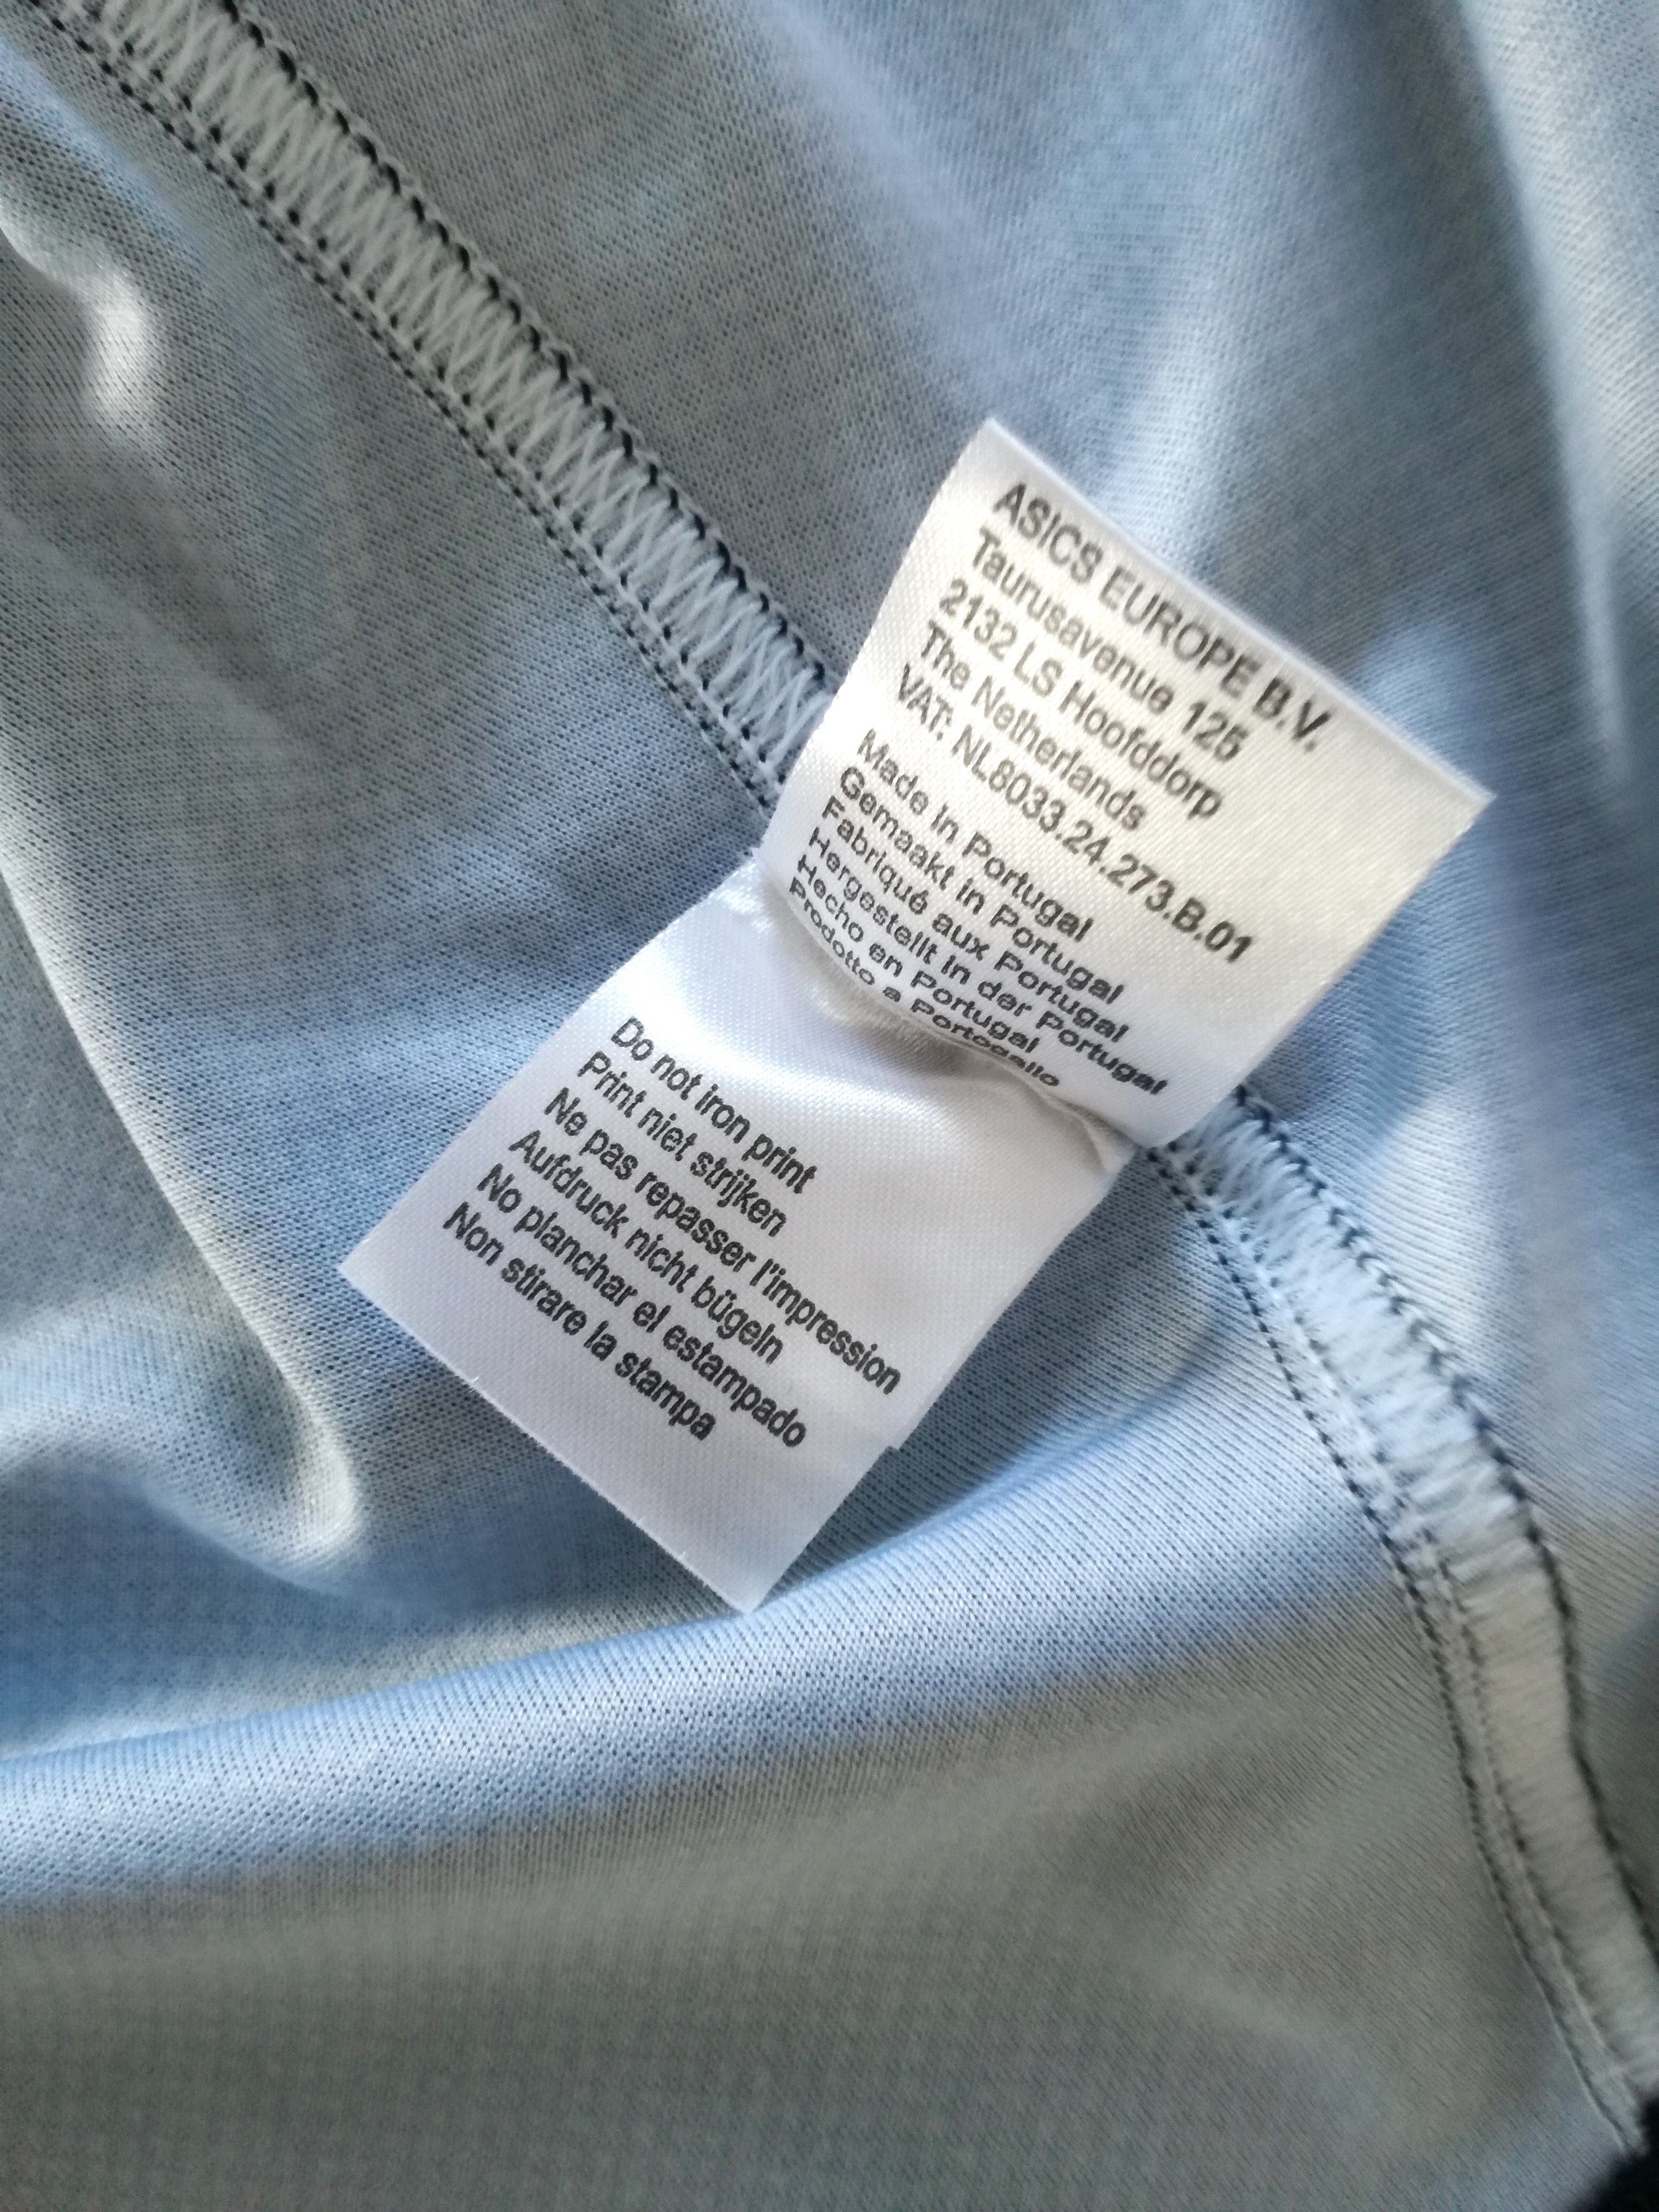 ASICS EUROPE B.V.
Taurusavenue 125
2132 LS Hoofddorp
The Netherlands
VAT: NL8033.24.273.B.01
Made in Portugal
Gemaakt in Portugal
Fabriqué aux Portugal
Hergestellt in der Portugal
Hecho en Portugal
Prodotto a Portogallo
Do not iron print
Print niet strijken
Ne pas repasser l'impression
Aufdruck nicht bügeln
No planchar el estampado
Non stirare la stampa